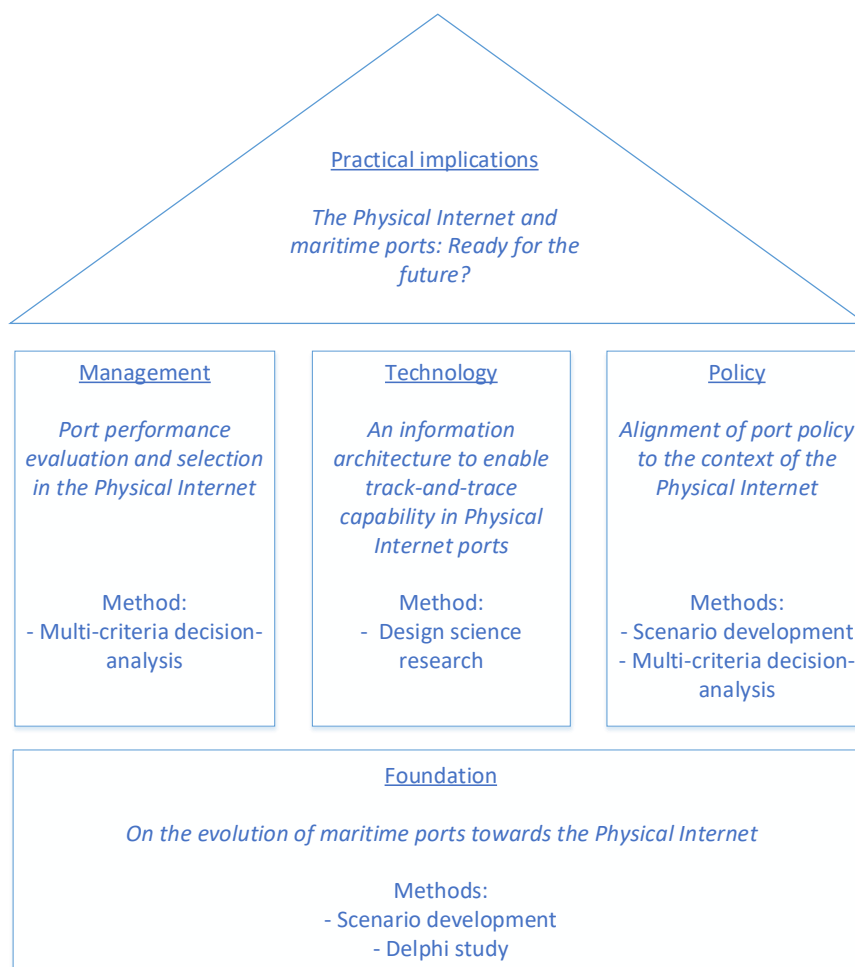 Practical implications
The Physical Internet and
maritime ports: Ready for the
future?
Management
Port performance
evaluation and selection
in the Physical Internet
Method:
- Multi-criteria decision-
analysis
Technology
An information
architecture to enable
track-and-trace
capability in Physical
Internet ports
Method:
- Design science
research
Policy
Alignment of port policy
to the context of the
Physical Internet
Methods:
- Scenario development
- Multi-criteria decision-
analysis
Foundation
On the evolution of maritime ports towards the Physical Internet
Methods:
- Scenario development
- Delphi study